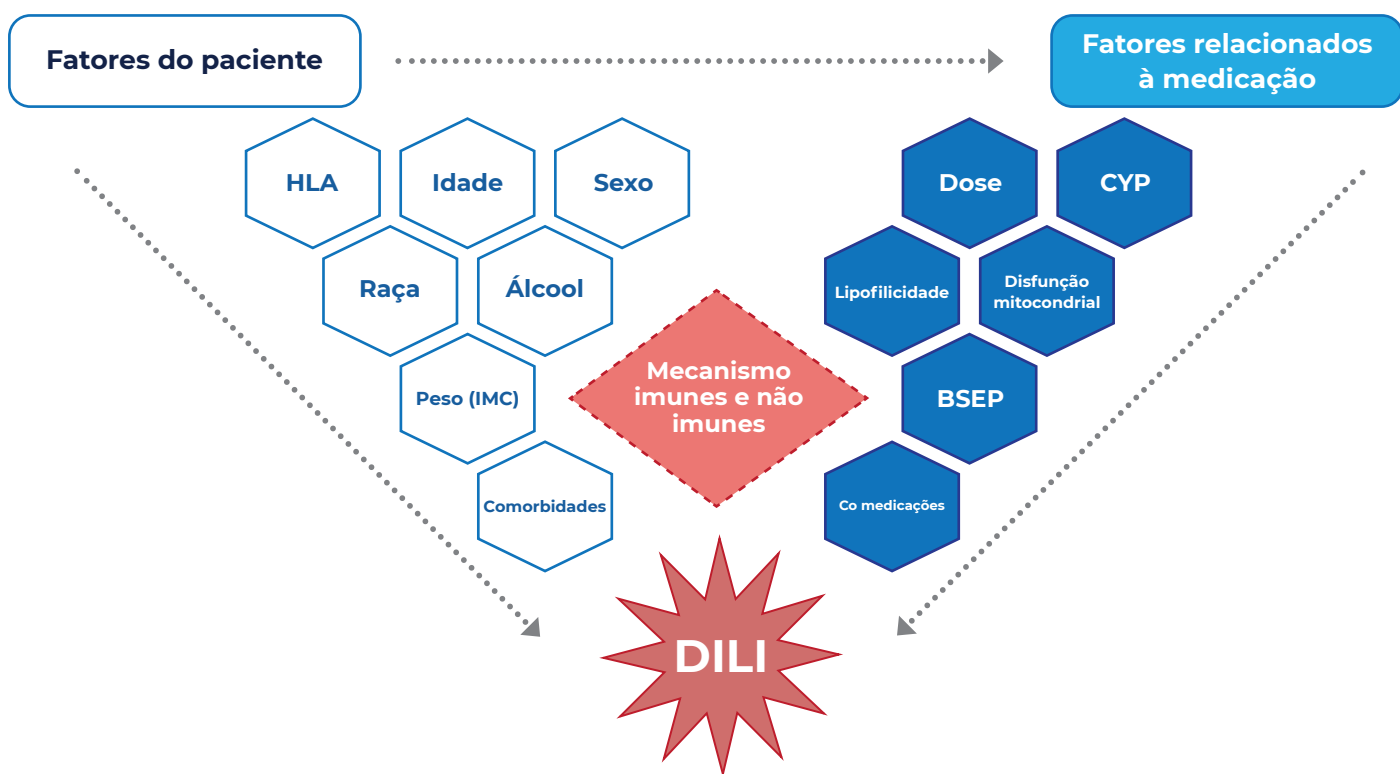 Fatores do paciente
Fatores relacionados
à medicação
HLA
Idade
Sexo
Dose
CYP
Raça
Álcool
Lipofilicidade
Disfunção
mitocondrial
Peso (IMC)
Mecanismo
imunes e não
imunes
BSEP
Comorbidades
Co medicações
DILI